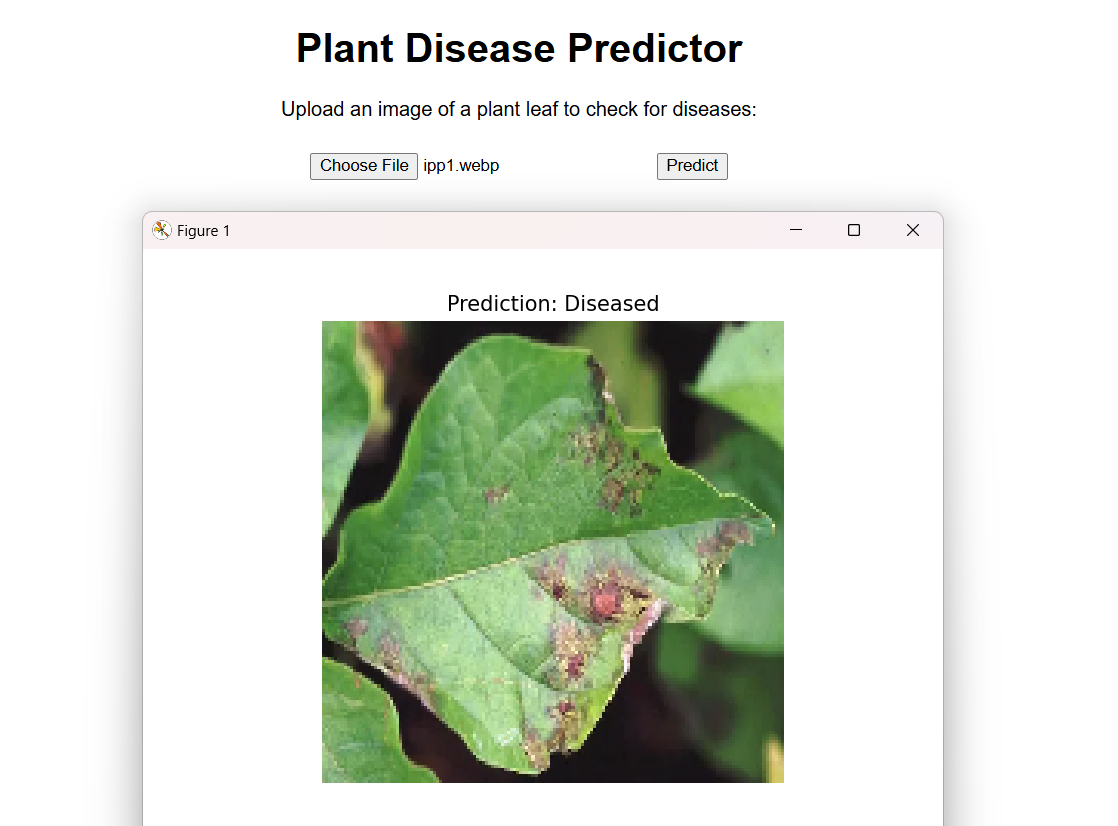 Plant Disease Predictor
Upload an image of a plant leaf to check for diseases:
Choose File ipp1.webp Predict
Figure 1
Prediction: Diseased